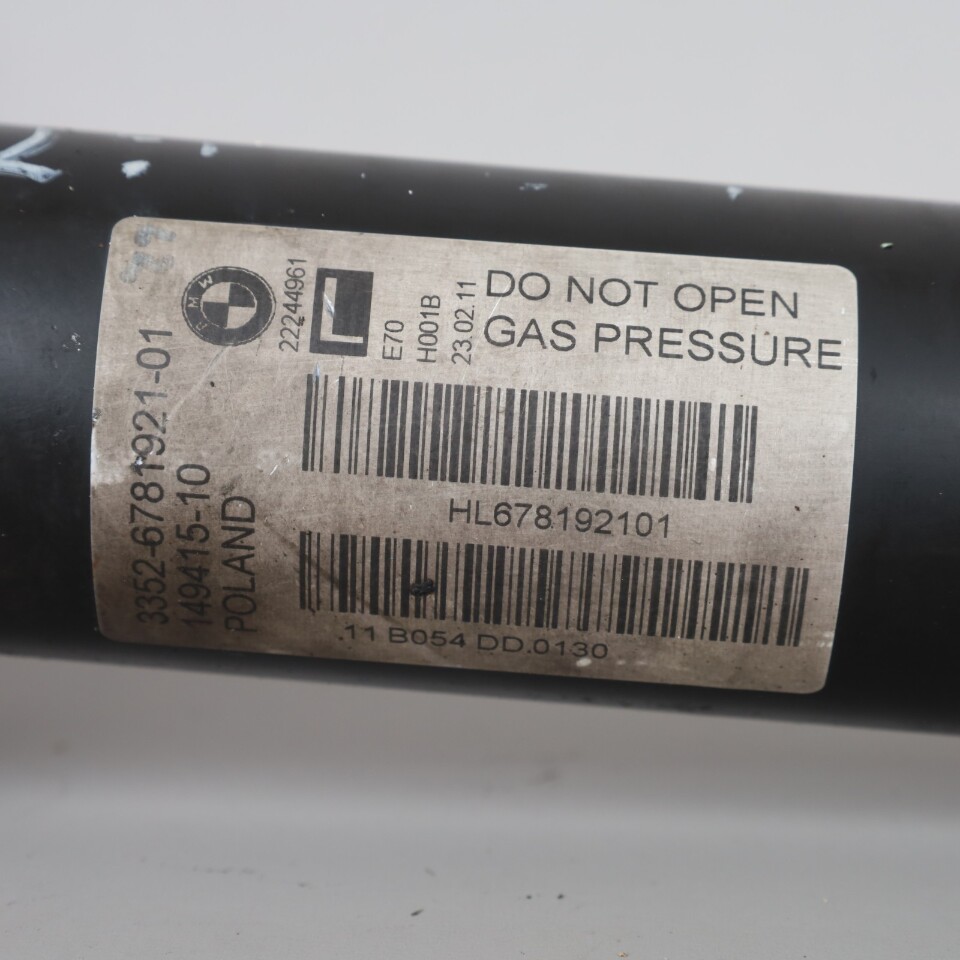 3352-6781921-01
149415-10
POLAND
BMW
22244961
L
E70
H001B
23.02.11
DO NOT OPEN
GAS PRESSURE
HL678192101
.11 B054 DD.0130